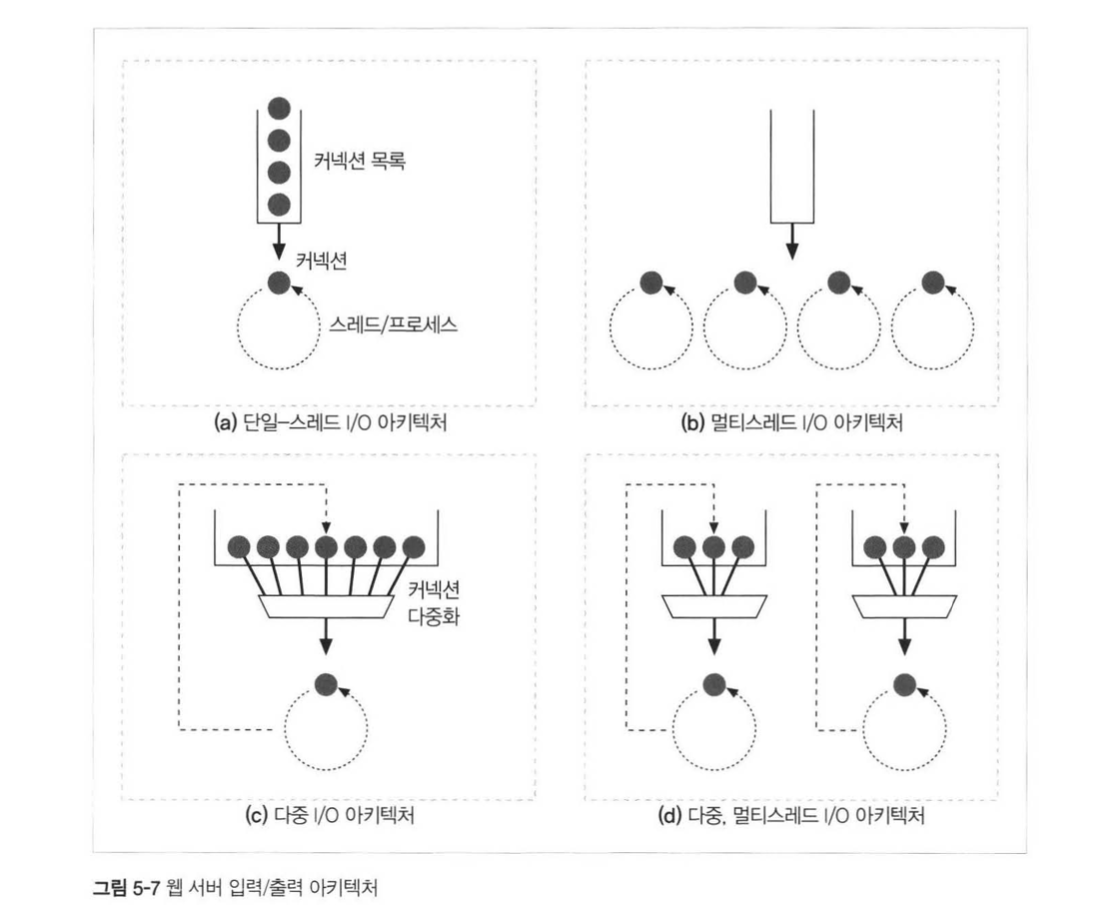 커넥션 목록
커넥션
스레드/프로세스
(a) 단일-스레드 I/O 아키텍처
(b) 멀티스레드 I/O 아키텍처
커넥션
다중화
(c) 다중 I/O 아키텍처
(d) 다중, 멀티스레드 I/O 아키텍처
그림 5-7 웹 서버 입력/출력 아키텍처